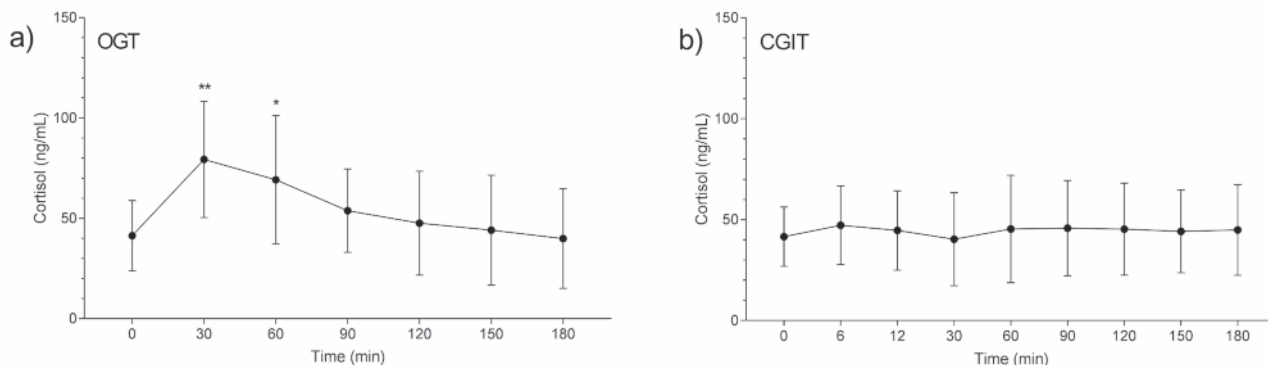 a)
OGT
150
100
50
0
**
*
Cortisol (ng/mL)
0 30 60 90 120 150 180
Time (min)
b)
CGIT
150
100
50
0
Cortisol (ng/mL)
0 6 12 30 60 90 120 150 180
Time (min)